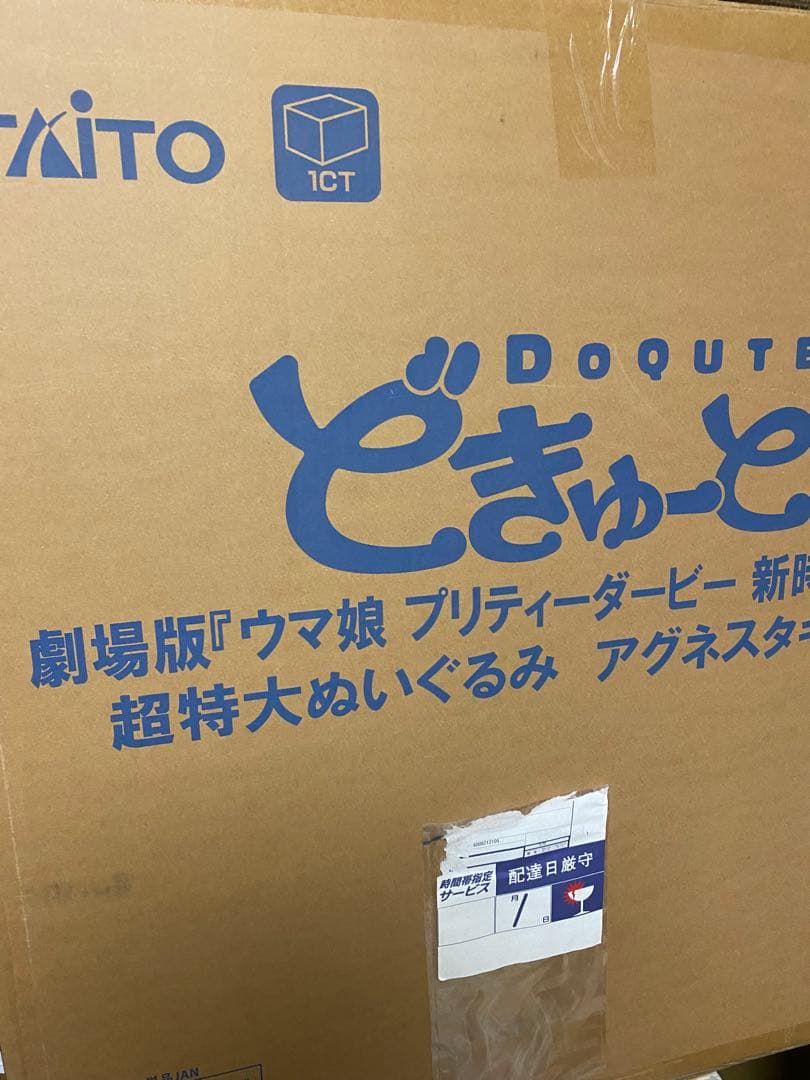 TAITO
1CT
DOQUTE
どきゅーと
劇場版『ウマ娘 プリティーダービー 新時
超特大ぬいぐるみ アグネスタキ
時間帯指定
サービス
配達日厳守
月
日
JAN